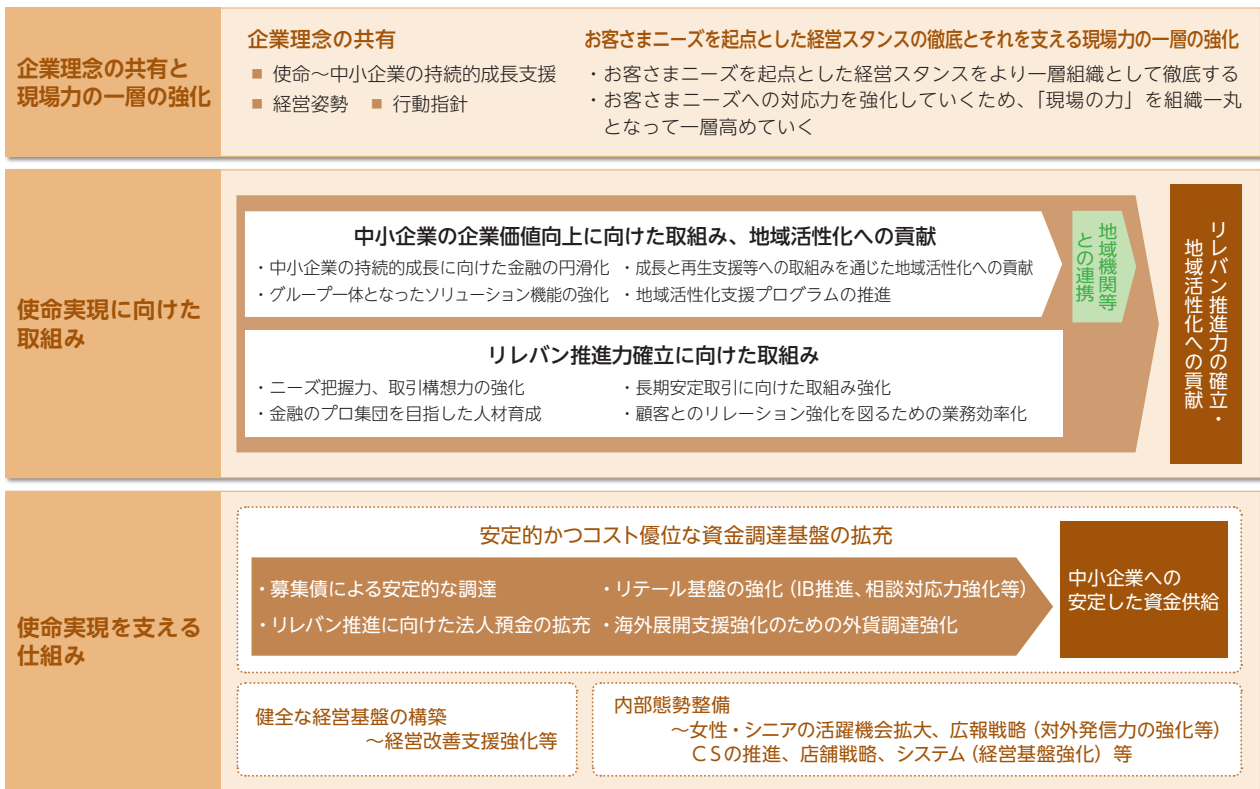 企業理念の共有と
現場力の一層の強化
企業理念の共有
■ 使命～中小企業の持続的成長支援
■ 経営姿勢 ■ 行動指針
お客さまニーズを起点とした経営スタンスの徹底とそれを支える現場力の一層の強化
・お客さまニーズを起点とした経営スタンスをより一層組織として徹底する
・お客さまニーズへの対応力を強化していくため、「現場の力」を組織一丸
となって一層高めていく
使命実現に向けた
取組み
中小企業の企業価値向上に向けた取組み、地域活性化への貢献
・中小企業の持続的成長に向けた金融の円滑化 ・成長と再生支援等への取組みを通じた地域活性化への貢献
・グループ一体となったソリューション機能の強化 ・地域活性化支援プログラムの推進
地域機関等
との連携
リレバン推進力確立に向けた取組み
・ニーズ把握力、取引構想力の強化 ・長期安定取引に向けた取組み強化
・金融のプロ集団を目指した人材育成 ・顧客とのリレーション強化を図るための業務効率化
リレバン推進力の確立・
地域活性化への貢献
使命実現を支える
仕組み
安定的かつコスト優位な資金調達基盤の拡充
・募集債による安定的な調達 ・リテール基盤の強化（IB推進、相談対応力強化等）
・リレバン推進に向けた法人預金の拡充 ・海外展開支援強化のための外貨調達強化
中小企業への
安定した資金供給
健全な経営基盤の構築
～経営改善支援強化等
内部態勢整備
～女性・シニアの活躍機会拡大、広報戦略（対外発信力の強化等）
ＣＳの推進、店舗戦略、システム（経営基盤強化）等